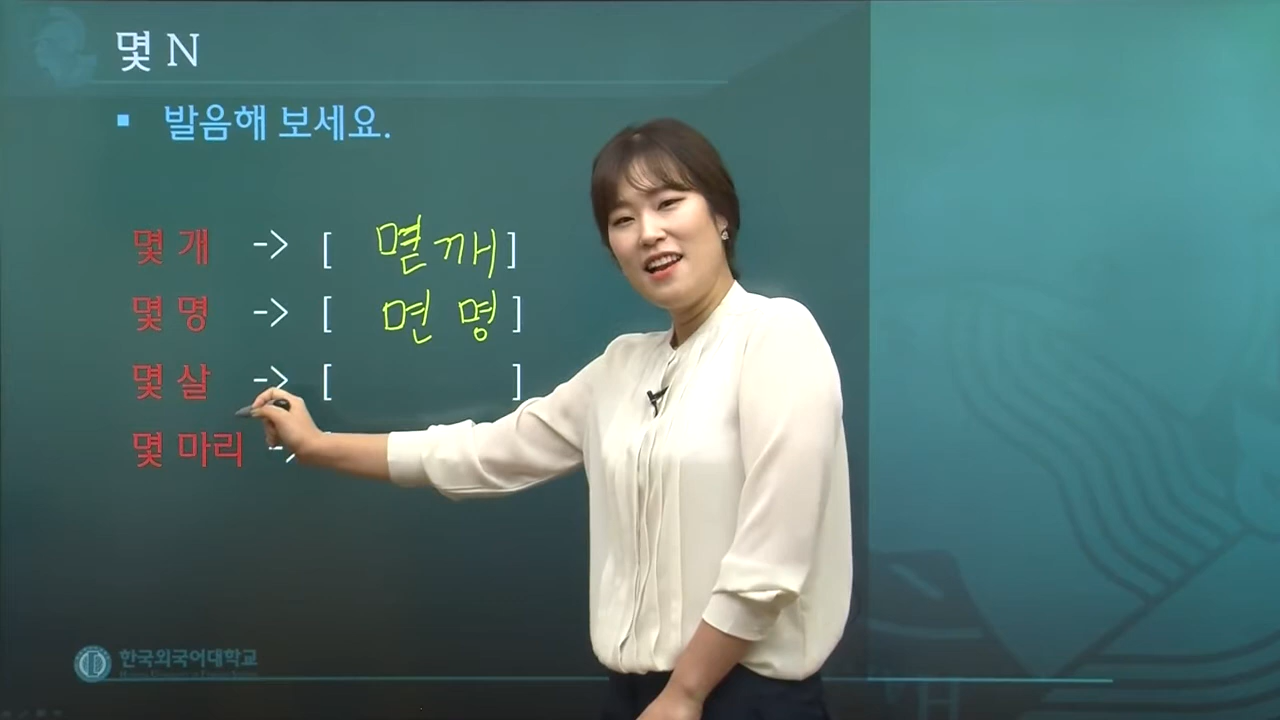 몇 N
▪ 발음해 보세요.
몇 개 -> [ 멷 깨 ]
몇 명 -> [ 면 명 ]
몇 살 -> [ ]
몇 마리 ->
한국외국어대학교